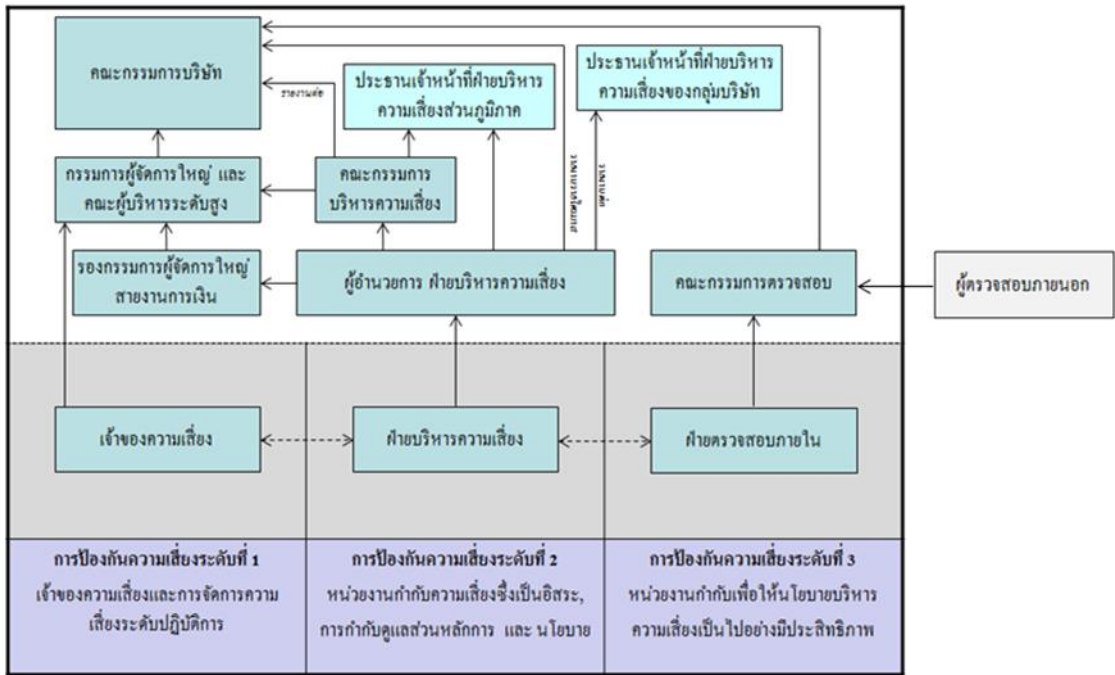 คณะกรรมการบริษัท
รายงานต่อ
ประธานเจ้าหน้าที่ฝ่ายบริหาร
ความเสี่ยงส่วนภูมิภาค
ประธานเจ้าหน้าที่ฝ่ายบริหาร
ความเสี่ยงของกลุ่มบริษัท
กรรมการผู้จัดการใหญ่ และ
คณะผู้บริหารระดับสูง
คณะกรรมการ
บริหารความเสี่ยง
รายงานต่อ
รองกรรมการผู้จัดการใหญ่
สายงานการเงิน
ผู้อำนวยการ ฝ่ายบริหารความเสี่ยง
คณะกรรมการตรวจสอบ
ผู้ตรวจสอบภายนอก
เจ้าของความเสี่ยง
ฝ่ายบริหารความเสี่ยง
ฝ่ายตรวจสอบภายใน
การป้องกันความเสี่ยงระดับที่ 1
เจ้าของความเสี่ยงและการจัดการความ
เสี่ยงระดับปฏิบัติการ
การป้องกันความเสี่ยงระดับที่ 2
หน่วยงานกำกับความเสี่ยงซึ่งเป็นอิสระ,
การกำกับดูแลส่วนหลักการ และ นโยบาย
การป้องกันความเสี่ยงระดับที่ 3
หน่วยงานกำกับเพื่อให้นโยบายบริหาร
ความเสี่ยงเป็นไปอย่างมีประสิทธิภาพ